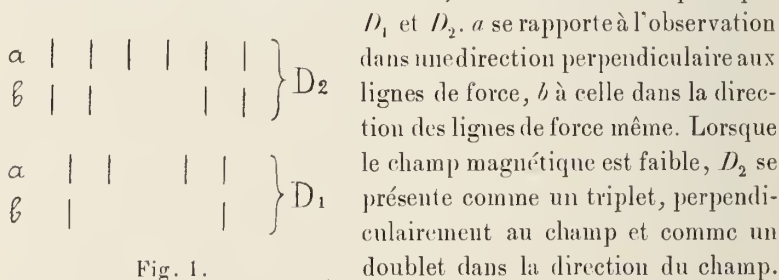 a
b
D₂
a
b
D₁
Fig. 1.
D₁ et D₂. a se rapporte à l'observation
dans une direction perpendiculaire aux
lignes de force, b à celle dans la direc-
tion des lignes de force même. Lorsque
le champ magnétique est faible, D₂ se
présente comme un triplet, perpendi-
culairement au champ et comme un
doublet dans la direction du champ.